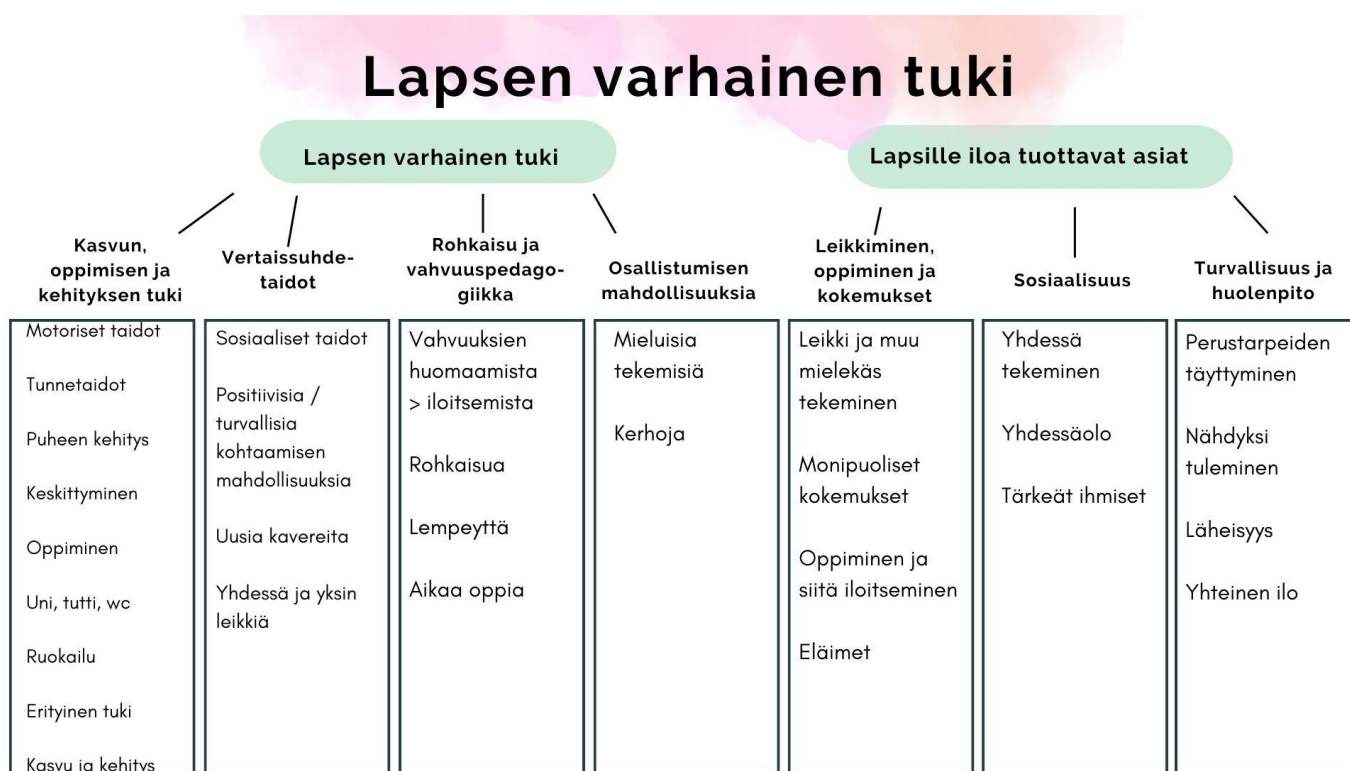 Lapsen varhainen tuki
Lapsen varhainen tuki
Kasvun,
oppimisen ja
kehityksen tuki
Motoriset taidot
Tunnetaidot
Puheen kehitys
Keskittyminen
Oppiminen
Uni, tutti, wc
Ruokailu
Erityinen tuki
Kasvu ja kehitys
Vertaissuhde-
taidot
Sosiaaliset taidot
Positiivisia /
turvallisia
kohtaamisen
mahdollisuuksia
Uusia kavereita
Yhdessä ja yksin
leikkiä
Rohkaisu ja
vahvuuspedago-
giikka
Vahvuuksien
huomaamista
> iloitsemista
Rohkaisua
Lempeyttä
Aikaa oppia
Osallistumisen
mahdollisuuksia
Mieluisia
tekemisiä
Kerhoja
Lapsille iloa tuottavat asiat
Leikkiminen,
oppiminen ja
kokemukset
Leikki ja muu
mielekäs
tekeminen
Monipuoliset
kokemukset
Oppiminen ja
siitä iloitseminen
Eläimet
Sosiaalisuus
Yhdessä
tekeminen
Yhdessäolo
Tärkeät ihmiset
Turvallisuus ja
huolenpito
Perustarpeiden
täyttyminen
Nähdyksi
tuleminen
Läheisyys
Yhteinen ilo